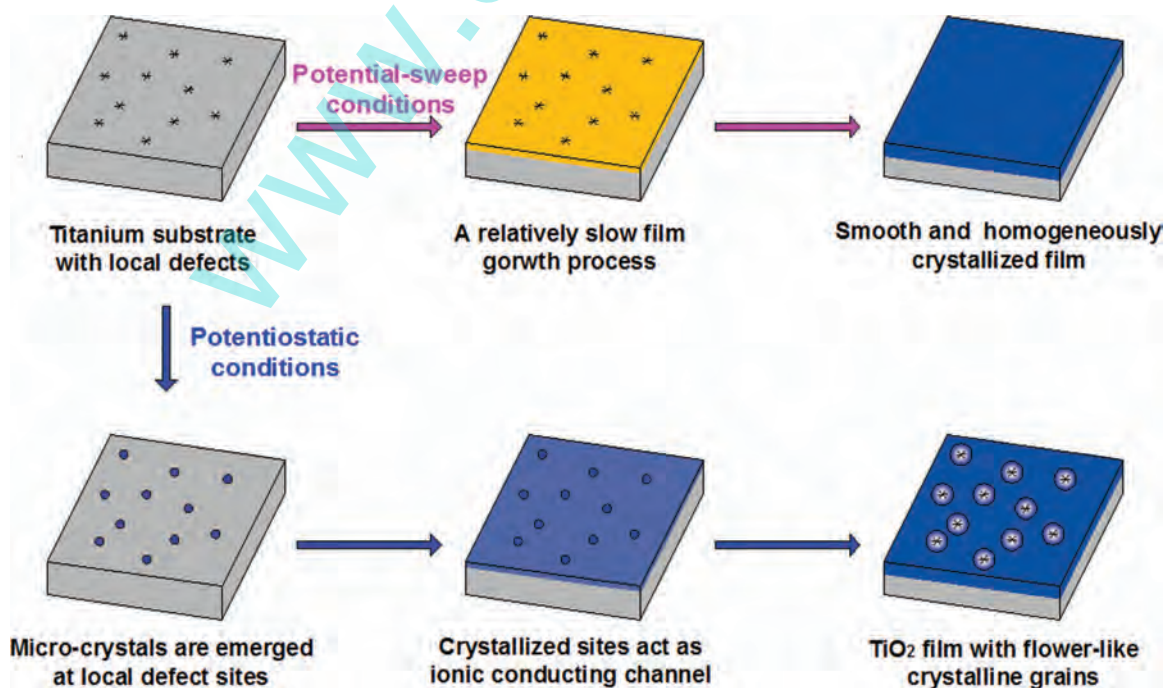 Potential-sweep
conditions
Titanium substrate
with local defects
A relatively slow film
gorwth process
Smooth and homogeneously
crystallized film
Potentiostatic
conditions
Micro-crystals are emerged
at local defect sites
Crystallized sites act as
ionic conducting channel
TiO₂ film with flower-like
crystalline grains
www.